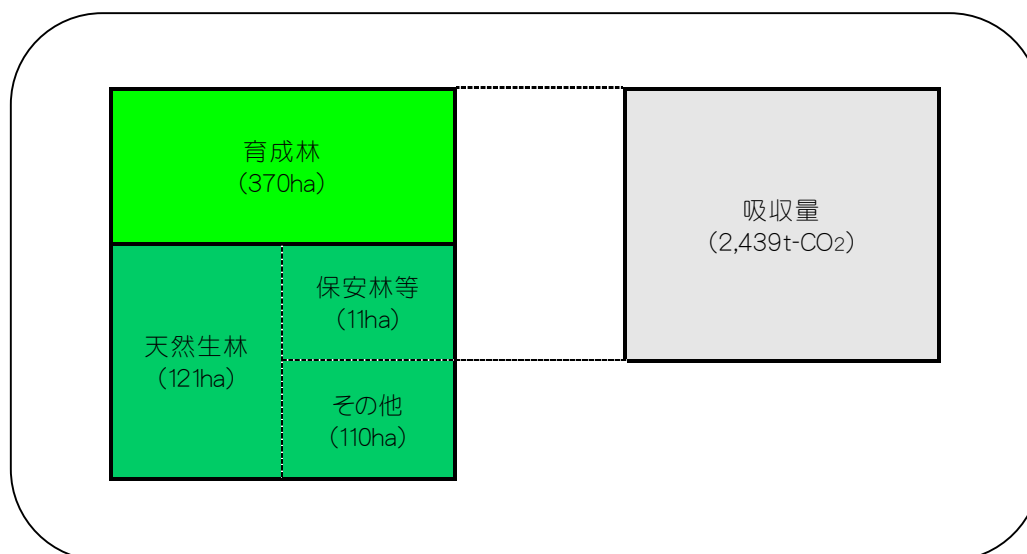 育成林
(370ha)
吸収量
(2,439t-CO2)
保安林等
(11ha)
天然生林
(121ha)
その他
(110ha)